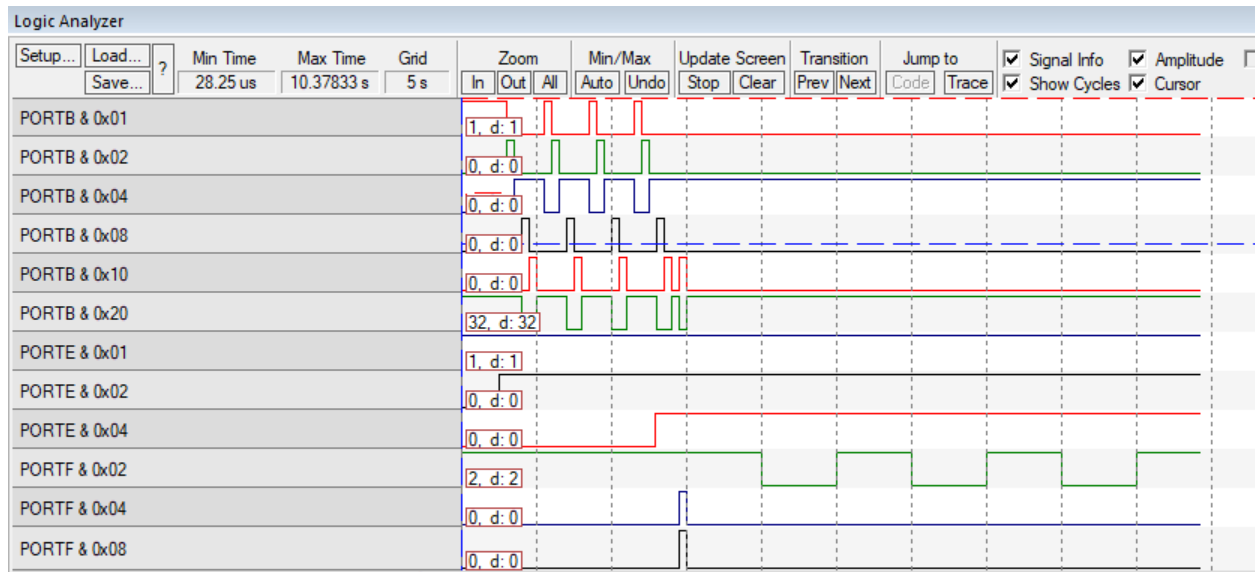 Logic Analyzer
Setup... Load... ? Min Time Max Time Grid Zoom Min/Max Update Screen Transition Jump to Signal Info Amplitude
Save... 28.25 us 10.37833 s 5 s In Out All Auto Undo Stop Clear Prev Next Code Trace Show Cycles Cursor
PORTB & 0x01 1, d: 1
PORTB & 0x02 0, d: 0
PORTB & 0x04 0, d: 0
PORTB & 0x08 0, d: 0
PORTB & 0x10 0, d: 0
PORTB & 0x20 32, d: 32
PORTE & 0x01 1, d: 1
PORTE & 0x02 0, d: 0
PORTE & 0x04 0, d: 0
PORTF & 0x02 2, d: 2
PORTF & 0x04 0, d: 0
PORTF & 0x08 0, d: 0